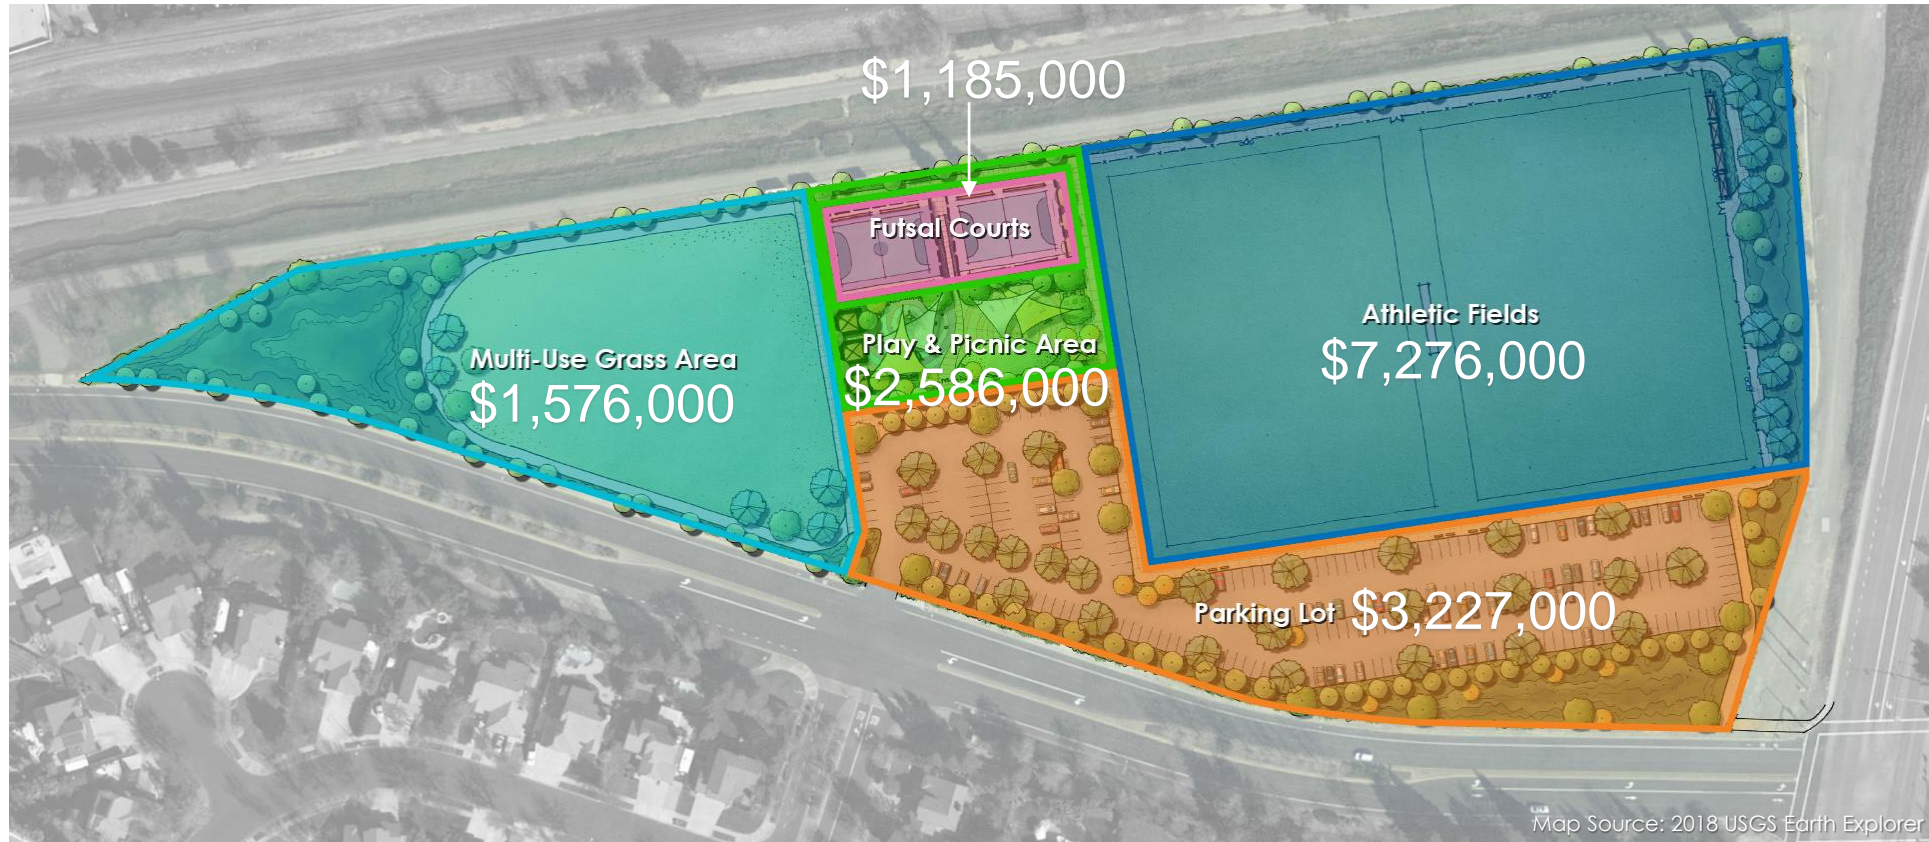 $1,185,000
Futsal Courts
Play & Picnic Area
$2,586,000
Multi-Use Grass Area
$1,576,000
Athletic Fields
$7,276,000
Parking Lot $3,227,000
Map Source: 2018 USGS Earth Explorer